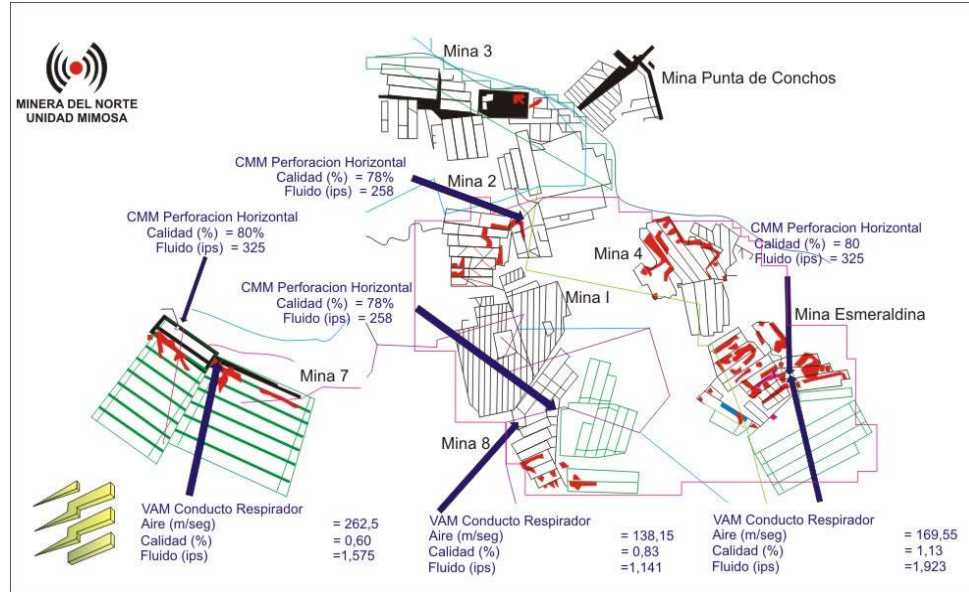 Mina 3
Mina Punta de Conchos
MINERA DEL NORTE
UNIDAD MIMOSA
CMM Perforacion Horizontal
Calidad (%) = 78%
Fluido (ips) = 258
Mina 2
CMM Perforacion Horizontal
Calidad (%) = 80%
Fluido (ips) = 325
CMM Perforacion Horizontal
Calidad (%) = 80
Fluido (ips) = 325
Mina 4
CMM Perforacion Horizontal
Calidad (%) = 78%
Fluido (ips) = 258
Mina I
Mina Esmeraldina
Mina 7
Mina 8
VAM Conducto Respirador
Aire (m/seg) = 262,5
Calidad (%) = 0,60
Fluido (ips) = 1,575
VAM Conducto Respirador
Aire (m/seg) = 138,15
Calidad (%) = 0,83
Fluido (ips) =1,141
VAM Conducto Respirador
Aire (m/seg) = 169,55
Calidad (%) = 1,13
Fluido (ips) =1,923